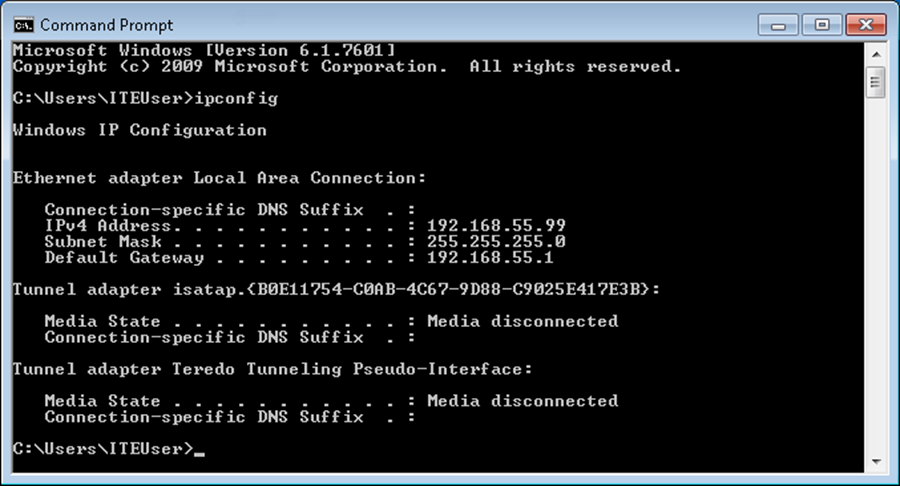 Command Prompt
Microsoft Windows [Version 6.1.7601]
Copyright (c) 2009 Microsoft Corporation.  All rights reserved.
C:\Users\ITEUser>ipconfig
Windows IP Configuration
Ethernet adapter Local Area Connection:
   Connection-specific DNS Suffix  . :
   IPv4 Address. . . . . . . . . . . : 192.168.55.99
   Subnet Mask . . . . . . . . . . . : 255.255.255.0
   Default Gateway . . . . . . . . . : 192.168.55.1
Tunnel adapter isatap.{B0E11754-C0AB-4C67-9D88-C9025E417E3B}:
   Media State . . . . . . . . . . . : Media disconnected
   Connection-specific DNS Suffix  . :
Tunnel adapter Teredo Tunneling Pseudo-Interface:
   Media State . . . . . . . . . . . : Media disconnected
   Connection-specific DNS Suffix  . :
C:\Users\ITEUser>_